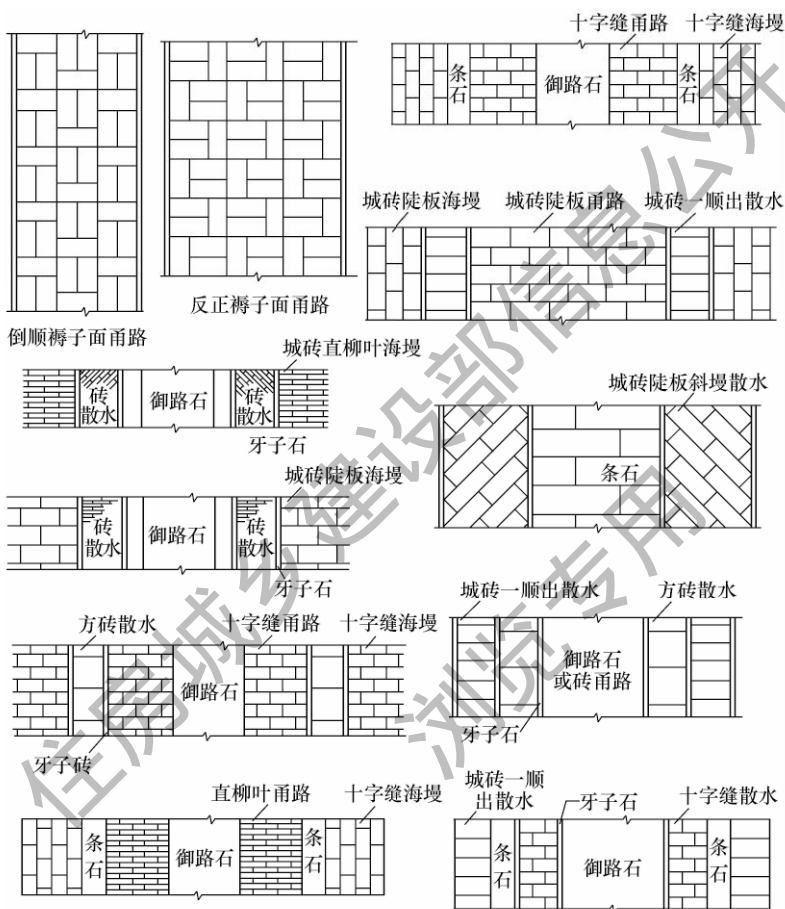 十字缝甬路 十字缝海墁
条石 御路石 条石
城砖陡板海墁 城砖陡板甬路 城砖一顺出散水
倒顺褥子面甬路
反正褥子面甬路
城砖直柳叶海墁
砖
散水
御路石
砖
散水
牙子石
城砖陡板斜墁散水
条石
城砖陡板海墁
砖
散水
御路石
砖
散水
牙子石
方砖散水 十字缝甬路 十字缝海墁
御路石
牙子砖
城砖一顺出散水 方砖散水
御路石
或砖甬路
牙子石
直柳叶甬路 十字缝海墁
条石 御路石 条石
城砖一顺
出散水
牙子石 十字缝散水
条石 御路石 条石
住房城乡建设部信息公开
浏览专用